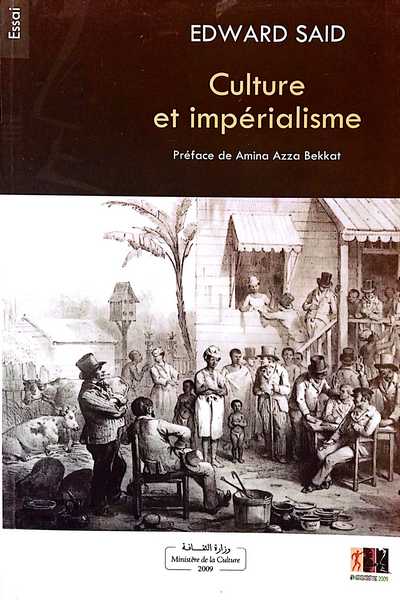 Essai
EDWARD SAID
Culture
et impérialisme
Préface de Amina Azza Bekkat
وزارة الثقافة
Ministère de la Culture
2009